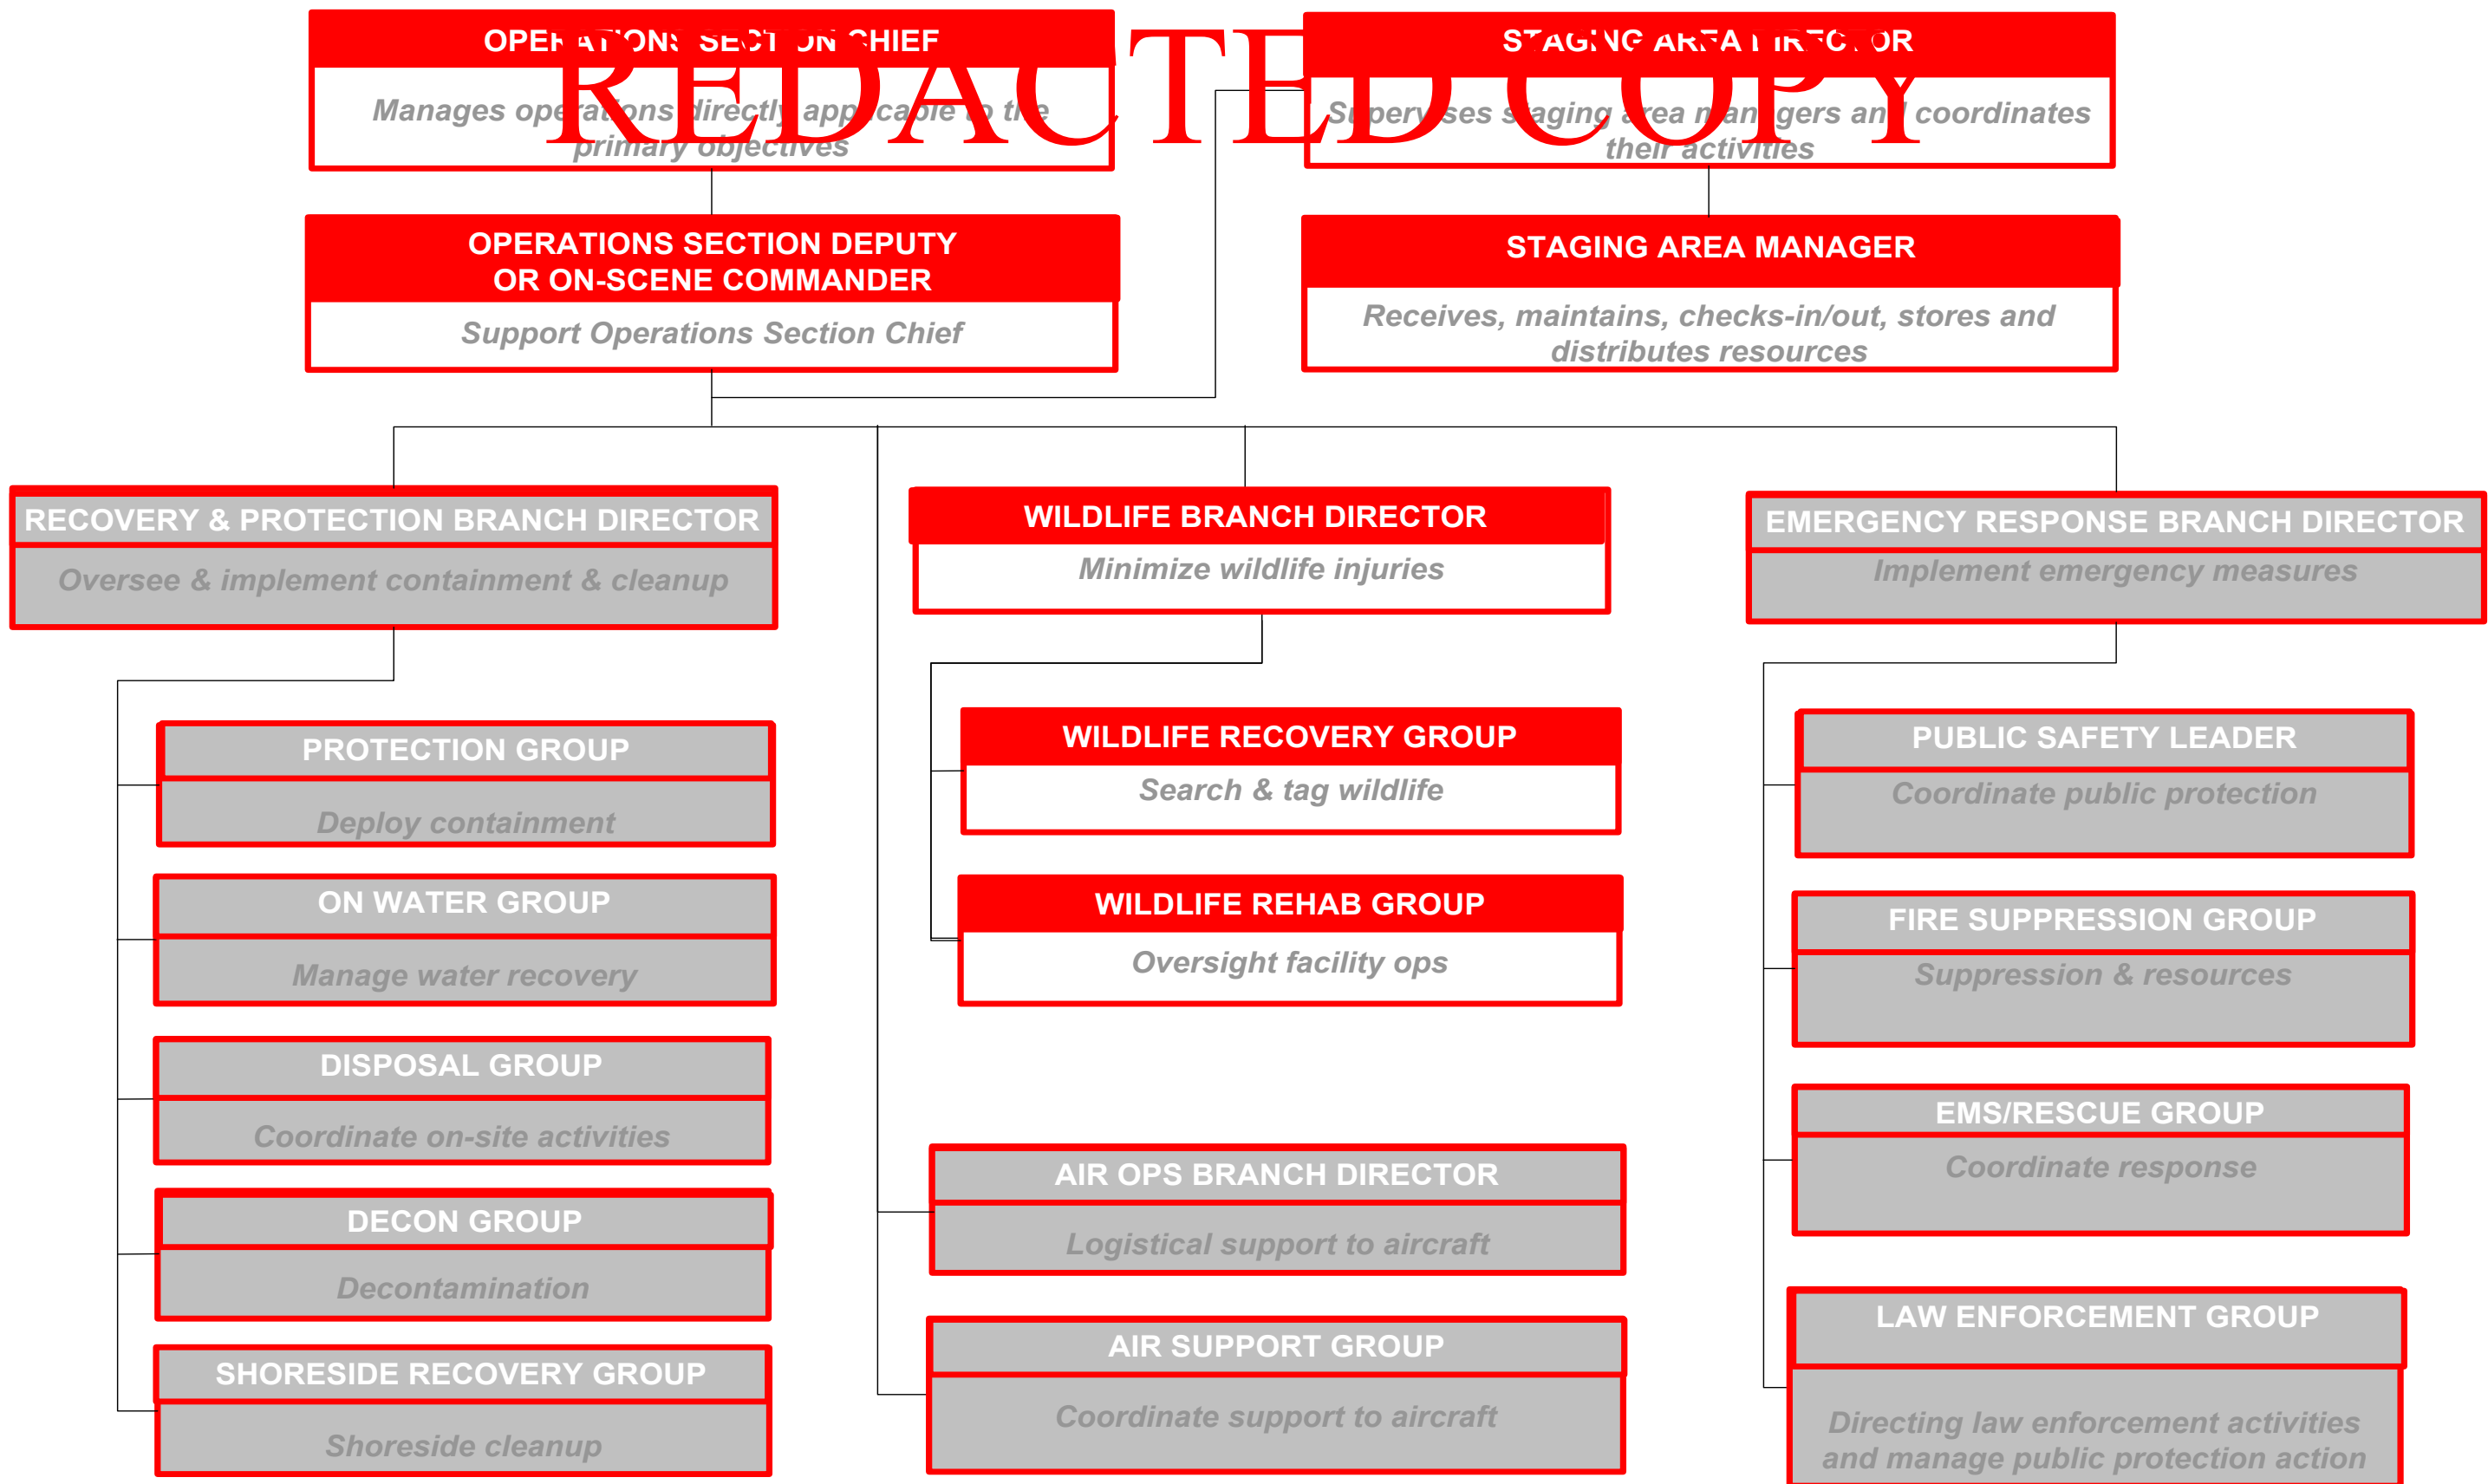 REDACTED COPY
OPERATIONS SECTION CHIEF
Manages operations directly applicable to the
primary objectives
STAGING AREA DIRECTOR
Supervises staging area managers and coordinates
their activities
OPERATIONS SECTION DEPUTY
OR ON-SCENE COMMANDER
Support Operations Section Chief
STAGING AREA MANAGER
Receives, maintains, checks-in/out, stores and
distributes resources
RECOVERY & PROTECTION BRANCH DIRECTOR
Oversee & implement containment & cleanup
PROTECTION GROUP
Deploy containment
ON WATER GROUP
Manage water recovery
DISPOSAL GROUP
Coordinate on-site activities
DECON GROUP
Decontamination
SHORESIDE RECOVERY GROUP
Shoreside cleanup
WILDLIFE BRANCH DIRECTOR
Minimize wildlife injuries
WILDLIFE RECOVERY GROUP
Search & tag wildlife
WILDLIFE REHAB GROUP
Oversight facility ops
AIR OPS BRANCH DIRECTOR
Logistical support to aircraft
AIR SUPPORT GROUP
Coordinate support to aircraft
EMERGENCY RESPONSE BRANCH DIRECTOR
Implement emergency measures
PUBLIC SAFETY LEADER
Coordinate public protection
FIRE SUPPRESSION GROUP
Suppression & resources
EMS/RESCUE GROUP
Coordinate response
LAW ENFORCEMENT GROUP
Directing law enforcement activities
and manage public protection action